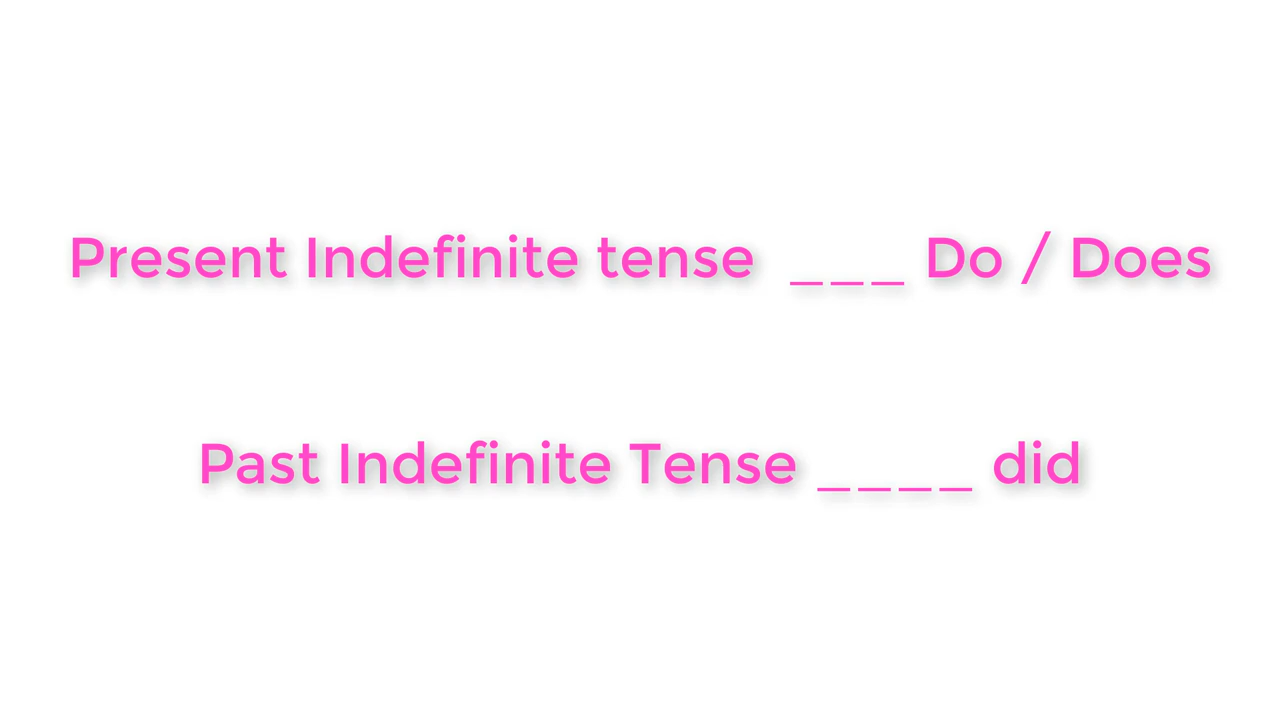 Present Indefinite tense ___ Do / Does
Past Indefinite Tense ____ did